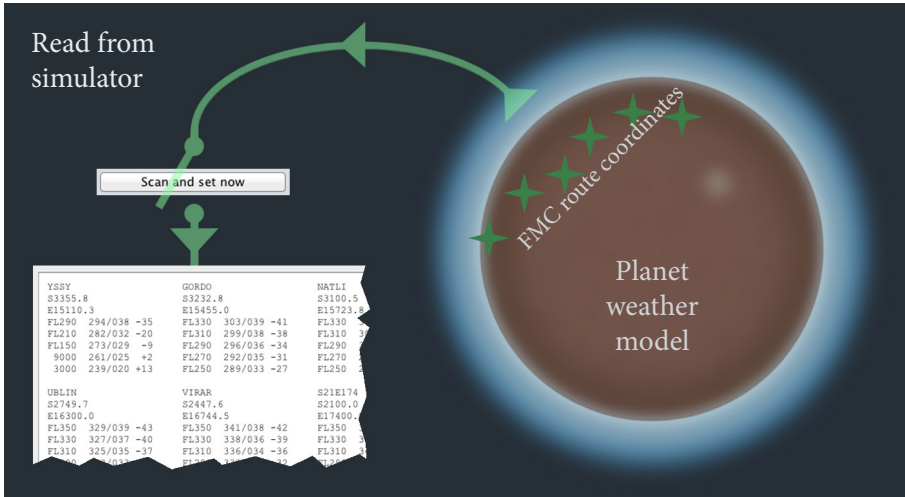 Read from
simulator
Scan and set now
FMC route coordinates
Planet
weather
model
YSSY GORDO NATLI
S3355.8 S3232.8 S3100.5
E15110.3 E15455.0 E15723.8
FL290 294/038 -35 FL330 303/039 -41 FL330
FL210 282/032 -20 FL310 299/038 -38 FL310
FL150 273/029 -9 FL290 296/036 -34 FL290
9000 261/025 +2 FL270 292/035 -31 FL270
3000 239/020 +13 FL250 289/033 -27 FL250
UBLIN VIRAR S21E174
S2749.7 S2447.6 S2100.0
E16300.0 E16744.5 E17400.
FL350 329/039 -43 FL350 341/038 -42 FL350
FL330 327/037 -40 FL330 338/036 -39 FL330
FL310 325/035 -37 FL310 336/034 -36 FL310